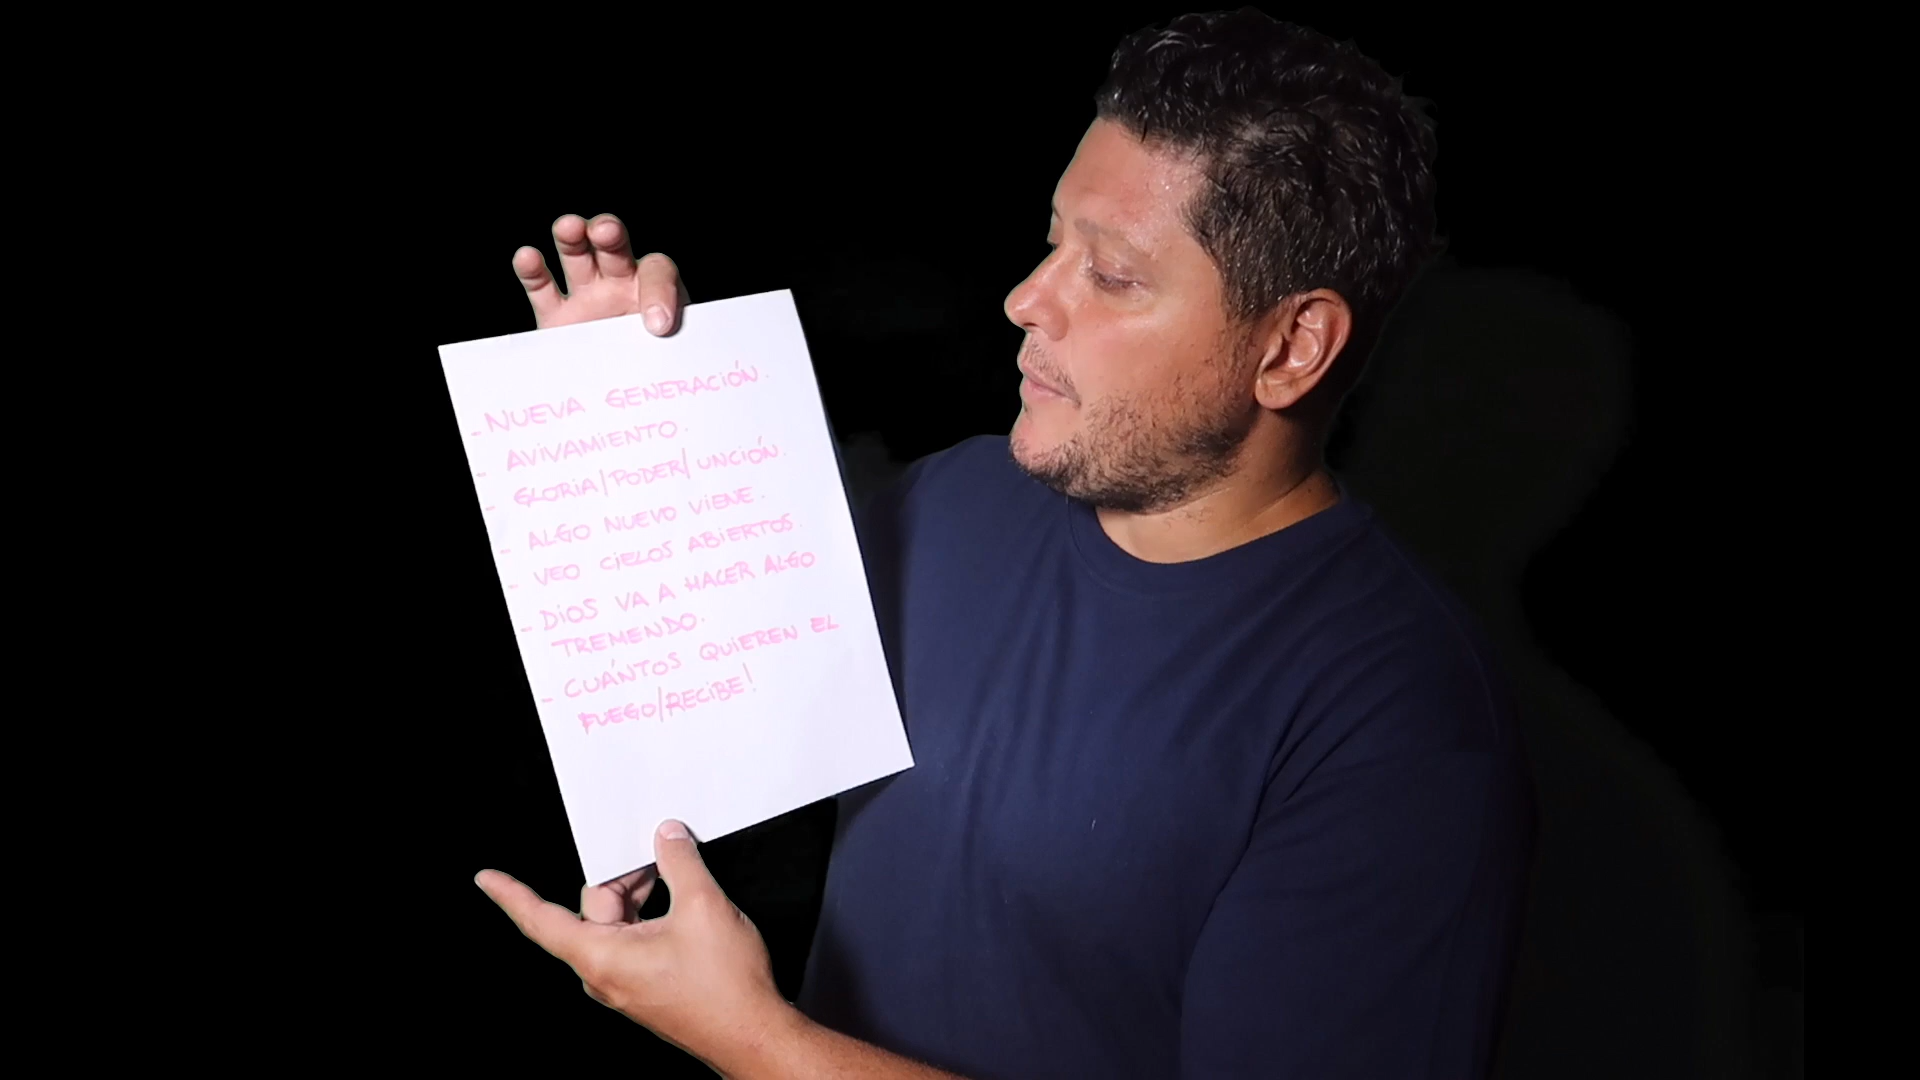 - NUEVA GENERACIÓN.
- AVIVAMIENTO.
- GLORIA/PODER/UNCIÓN.
- ALGO NUEVO VIENE.
- VEO CIELOS ABIERTOS.
- DIOS VA A HACER ALGO
TREMENDO.
- CUÁNTOS QUIEREN EL
FUEGO/RECIBE!